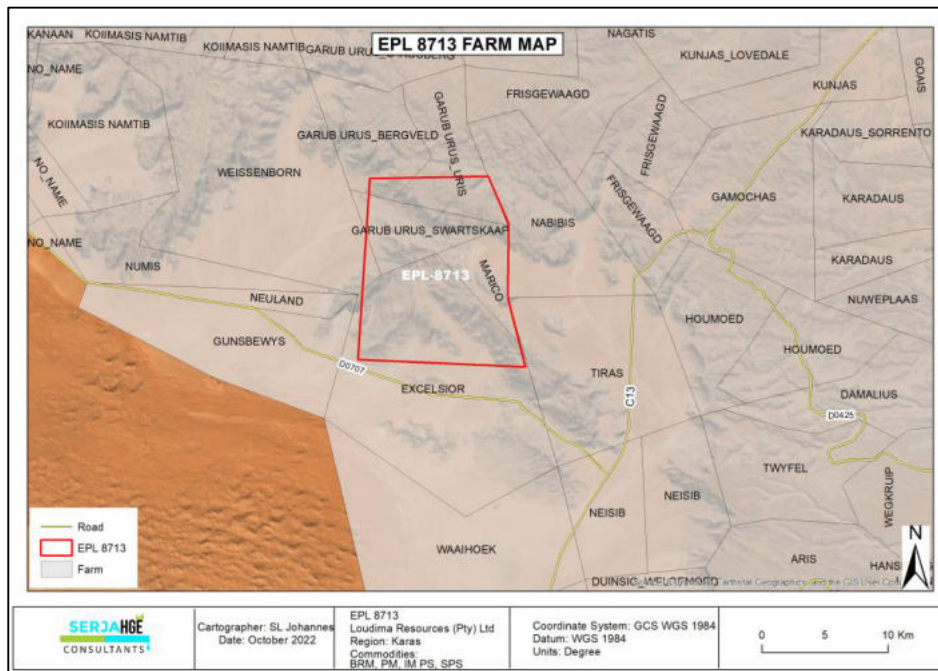 EPL 8713 FARM MAP
KANAAN
KOIIMASIS NAMTIB
KOIIMASIS NAMTIB
NAGATIS
KUNJAS_LOVEDALE
NO_NAME
GOAIS
KUNJAS
FRISGEWAAGD
GARUB URUS_URIS
KOIIMASIS NAMTIB
GARUB URUS_BERGVELD
FRISGEWAAGD
KARADAUS_SORRENTO
WEISSENBORN
NO_NAME
FRISGEWAAGD
GAMOCHAS
KARADAUS
NABIBIS
GARUB URUS_SWARTSKAAP
NO_NAME
KARADAUS
NUMIS
EPL-8713
MARICO
NEULAND
NUWEPLAAS
HOUMOED
GUNSBEWYS
HOUMOED
D0707
TIRAS
EXCELSIOR
C13
DAMALIUS
D0425
TWYFEL
WEGKRUIP
NEISIB
NEISIB
WAAIHOEK
ARIS
HANS
N
Road
EPL 8713
Farm
SERJAHGE
CONSULTANTS
Cartographer: SL Johannes
Date: October 2022
EPL 8713
Loudima Resources (Pty) Ltd
Region: Karas
Commodities:
BRM, PM, IM PS, SPS
Coordinate System: GCS WGS 1984
Datum: WGS 1984
Units: Degree
0 5 10 Km